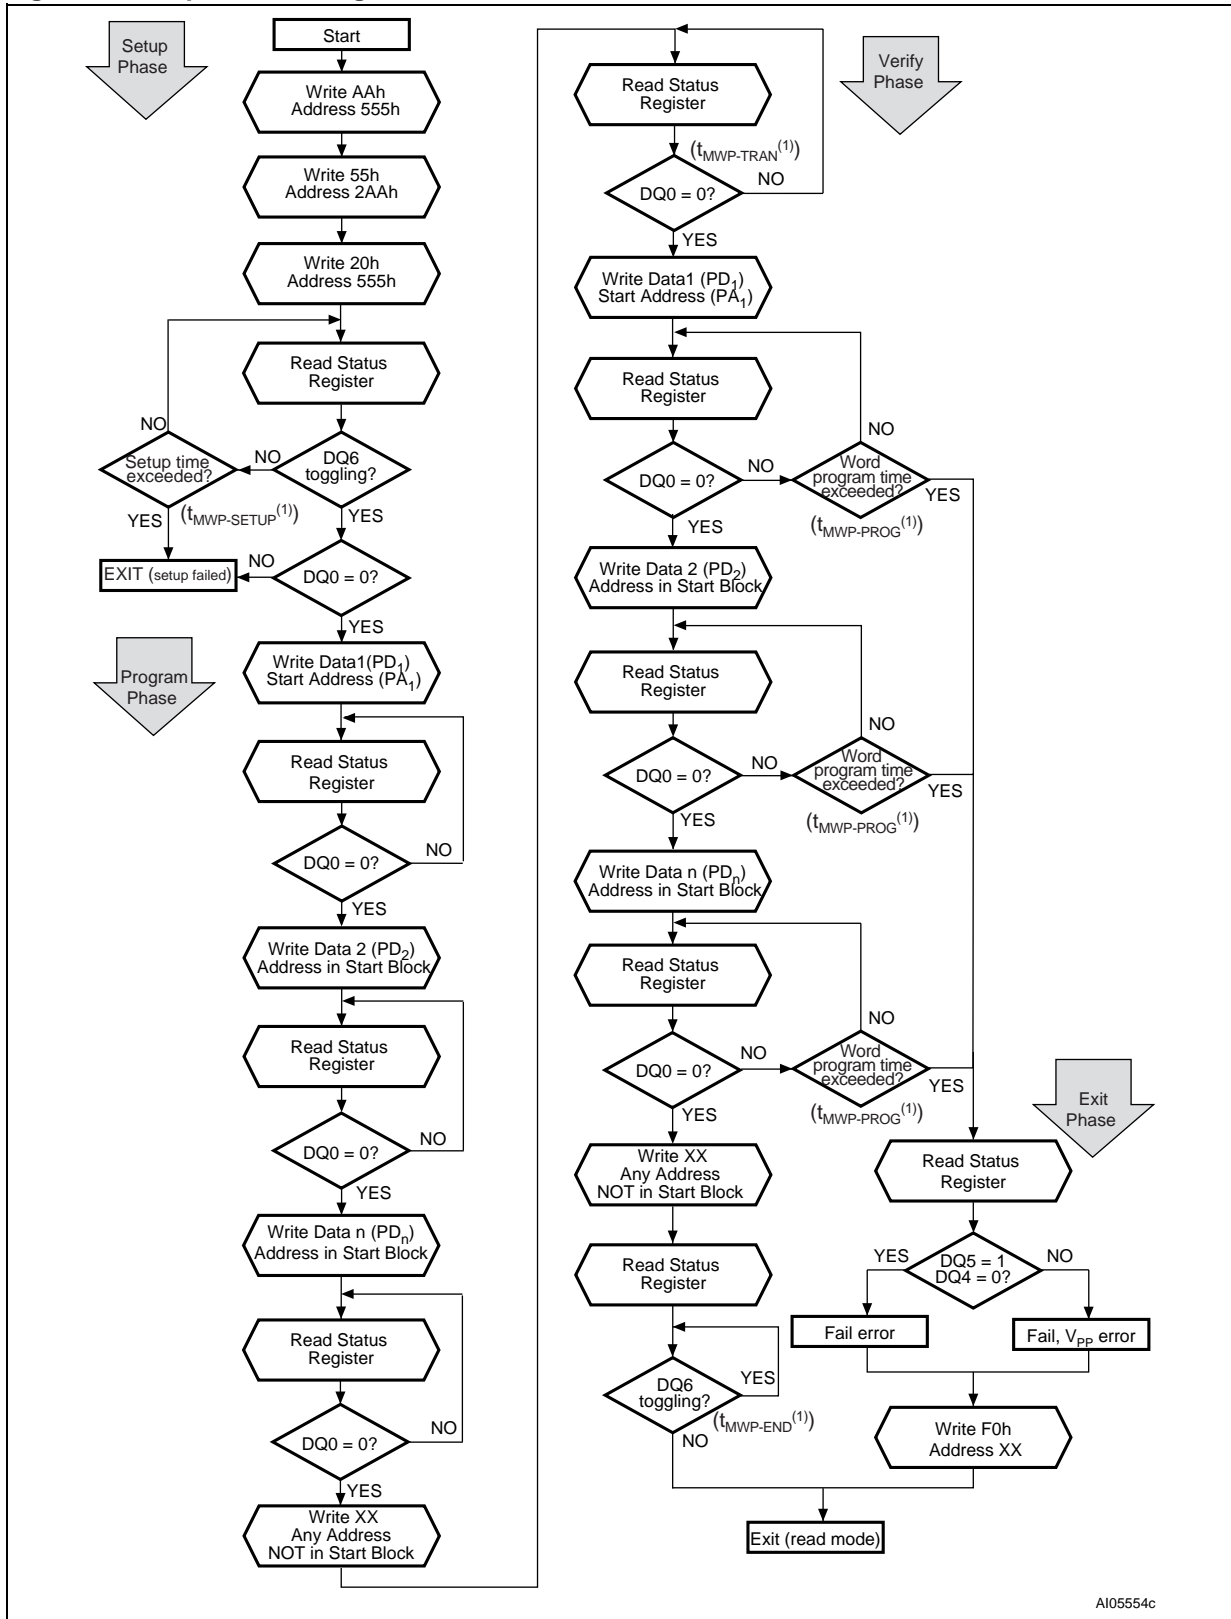 Setup
Phase
Start
Write AAh
Address 555h
Write 55h
Address 2AAh
Write 20h
Address 555h
Read Status
Register
NO
Setup time
exceeded?
NO
DQ6
toggling?
YES
(tMWP-SETUP(1))
YES
EXIT (setup failed)
NO
DQ0 = 0?
YES
Program
Phase
Write Data1(PD1)
Start Address (PA1)
Read Status
Register
DQ0 = 0?
NO
YES
Write Data 2 (PD2)
Address in Start Block
Read Status
Register
DQ0 = 0?
NO
YES
Write Data n (PDn)
Address in Start Block
Read Status
Register
DQ0 = 0?
NO
YES
Write XX
Any Address
NOT in Start Block
Verify
Phase
Read Status
Register
(tMWP-TRAN(1))
DQ0 = 0?
NO
YES
Write Data1 (PD1)
Start Address (PA1)
Read Status
Register
NO
DQ0 = 0?
NO
Word
program time
exceeded?
YES
(tMWP-PROG(1))
YES
Write Data 2 (PD2)
Address in Start Block
Read Status
Register
NO
DQ0 = 0?
NO
Word
program time
exceeded?
YES
(tMWP-PROG(1))
YES
Write Data n (PDn)
Address in Start Block
Read Status
Register
NO
DQ0 = 0?
NO
Word
program time
exceeded?
YES
(tMWP-PROG(1))
YES
Write XX
Any Address
NOT in Start Block
Read Status
Register
DQ6
toggling?
YES
(tMWP-END(1))
NO
Exit
Phase
Read Status
Register
YES
DQ5 = 1
DQ4 = 0?
NO
Fail error
Fail, VPP error
Write F0h
Address XX
Exit (read mode)
AI05554c